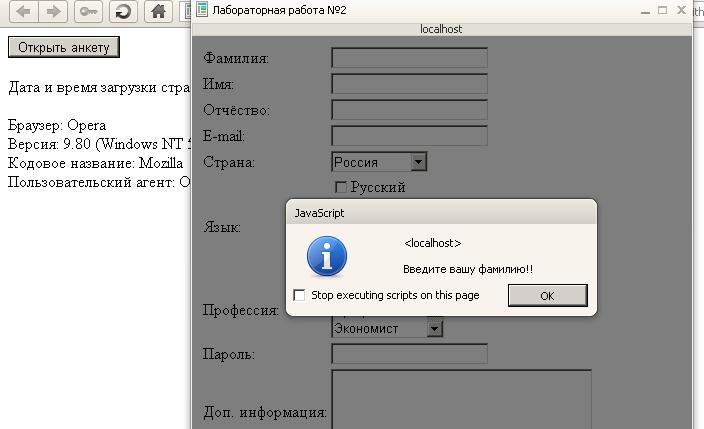 Лабораторная работа №2
localhost
Открыть анкету
Дата и время загрузки стра
Браузер: Opera
Версия: 9.80 (Windows NT
Кодовое название: Mozilla
Пользовательский агент: O
Фамилия:
Имя:
Отчёство:
E-mail:
Страна: Россия
Русский
Язык:
JavaScript
<localhost>
Введите вашу фамилию!!
Stop executing scripts on this page OK
Профессия:
Экономист
Пароль:
Доп. информация: